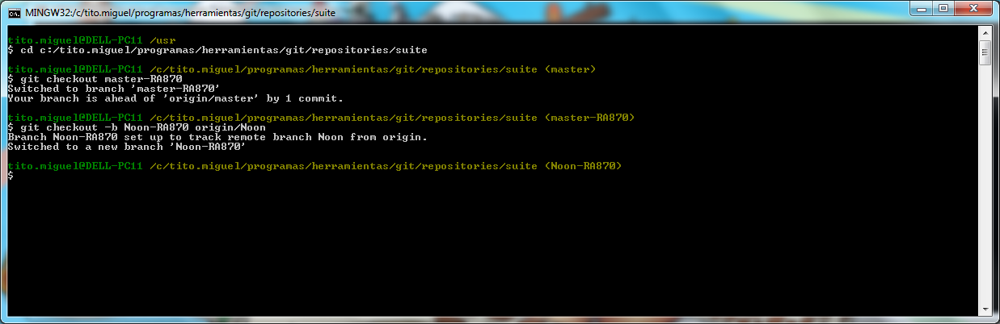 MINGW32:/c/tito.miguel/programas/herramientas/git/repositories/suite
tito.miguel@DELL-PC11 /usr
$ cd c:/tito.miguel/programas/herramientas/git/repositories/suite
tito.miguel@DELL-PC11 /c/tito.miguel/programas/herramientas/git/repositories/suite (master)
$ git checkout master-RA870
Switched to branch 'master-RA870'
Your branch is ahead of 'origin/master' by 1 commit.
tito.miguel@DELL-PC11 /c/tito.miguel/programas/herramientas/git/repositories/suite (master-RA870)
$ git checkout -b Noon-RA870 origin/Noon
Branch Noon-RA870 set up to track remote branch Noon from origin.
Switched to a new branch 'Noon-RA870'
tito.miguel@DELL-PC11 /c/tito.miguel/programas/herramientas/git/repositories/suite (Noon-RA870)
$